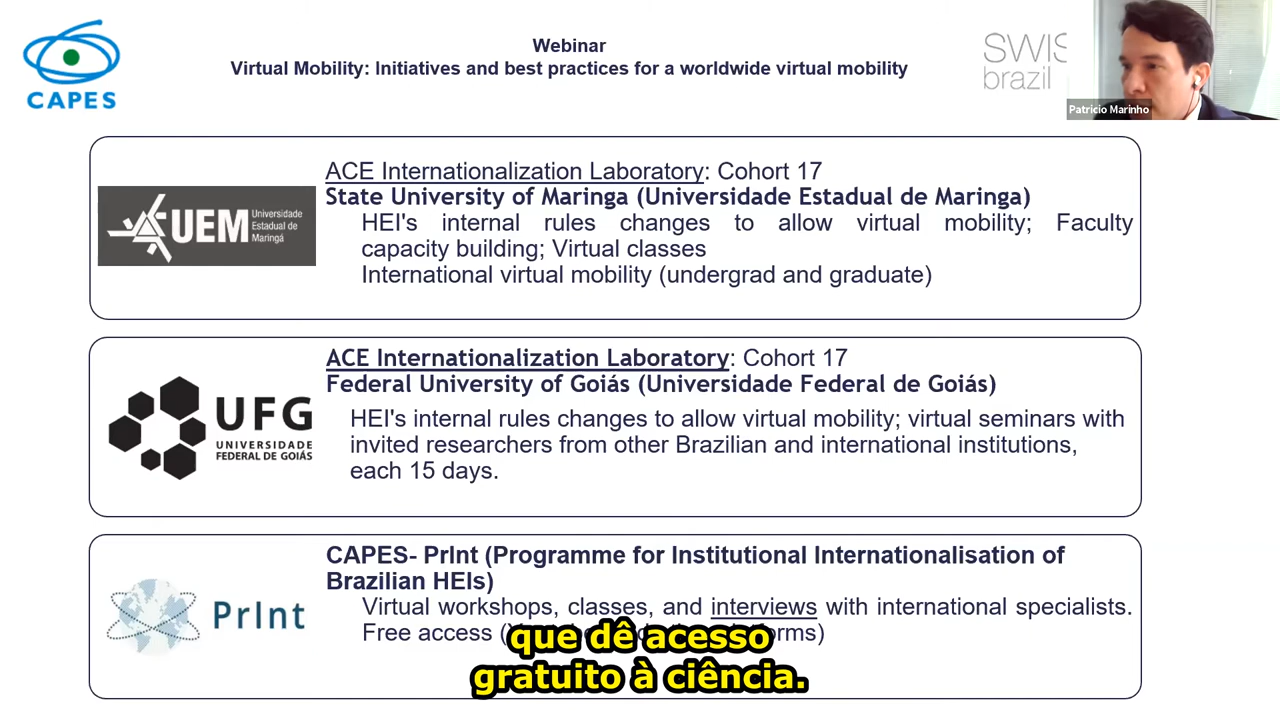 Webinar
Virtual Mobility: Initiatives and best practices for a worldwide virtual mobility
CAPES
SWIS
brazil
Patricio Marinho
UEM
Universidade
Estadual de
Maringá
ACE Internationalization Laboratory: Cohort 17
State University of Maringa (Universidade Estadual de Maringa)
HEI's internal rules changes to allow virtual mobility; Faculty
capacity building; Virtual classes
International virtual mobility (undergrad and graduate)
UFG
UNIVERSIDADE
FEDERAL DE GOIÁS
ACE Internationalization Laboratory: Cohort 17
Federal University of Goiás (Universidade Federal de Goiás)
HEI's internal rules changes to allow virtual mobility; virtual seminars with
invited researchers from other Brazilian and international institutions,
each 15 days.
PrInt
CAPES- PrInt (Programme for Institutional Internationalisation of
Brazilian HEIs)
Virtual workshops, classes, and interviews with international specialists.
Free access (
que dê acesso
gratuito à ciência.